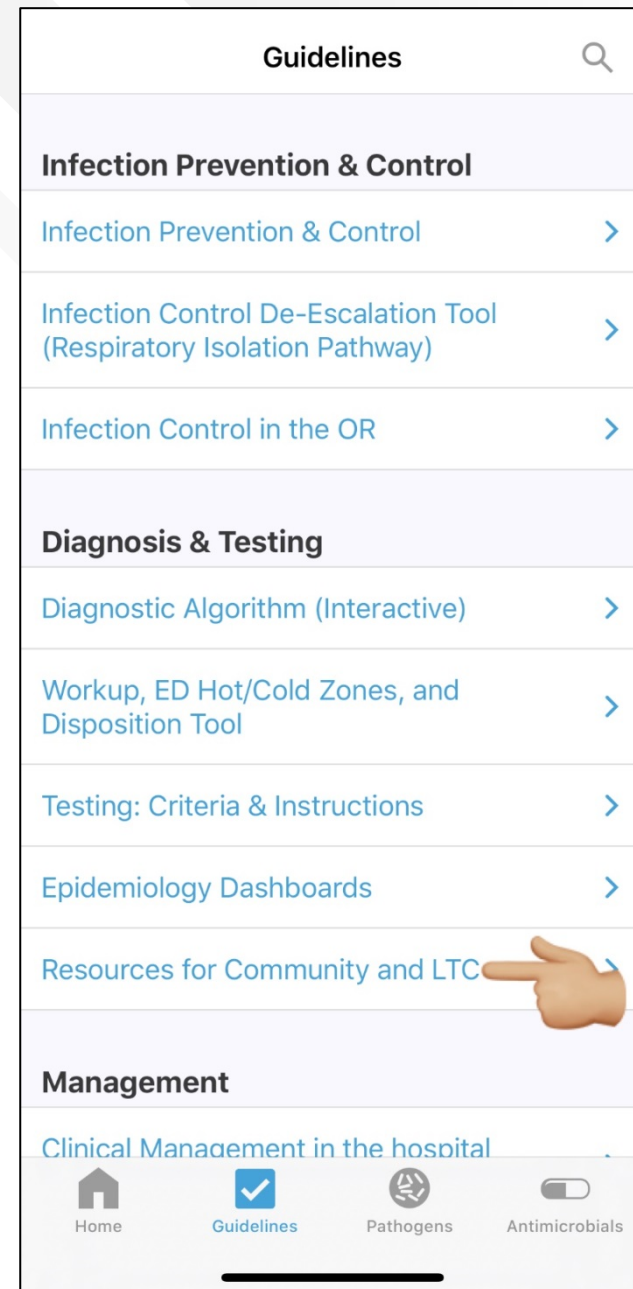 Guidelines
Infection Prevention & Control
Infection Prevention & Control
Infection Control De-Escalation Tool
(Respiratory Isolation Pathway)
Infection Control in the OR
Diagnosis & Testing
Diagnostic Algorithm (Interactive)
Workup, ED Hot/Cold Zones, and
Disposition Tool
Testing: Criteria & Instructions
Epidemiology Dashboards
Resources for Community and LTC
Management
Clinical Management in the hospital
Home Guidelines Pathogens Antimicrobials